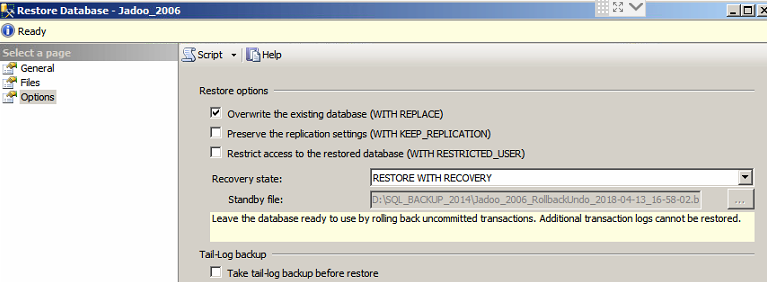 Restore Database - Jadoo_2006
Ready
Select a page
General
Files
Options
Script
Help
Restore options
Overwrite the existing database (WITH REPLACE)
Preserve the replication settings (WITH KEEP_REPLICATION)
Restrict access to the restored database (WITH RESTRICTED_USER)
Recovery state: RESTORE WITH RECOVERY
Standby file: D:\SQL_BACKUP_2014\Jadoo_2006_RollbackUndo_2018-04-13_16-58-02.b ...
Leave the database ready to use by rolling back uncommitted transactions. Additional transaction logs cannot be restored.
Tail-Log backup
Take tail-log backup before restore